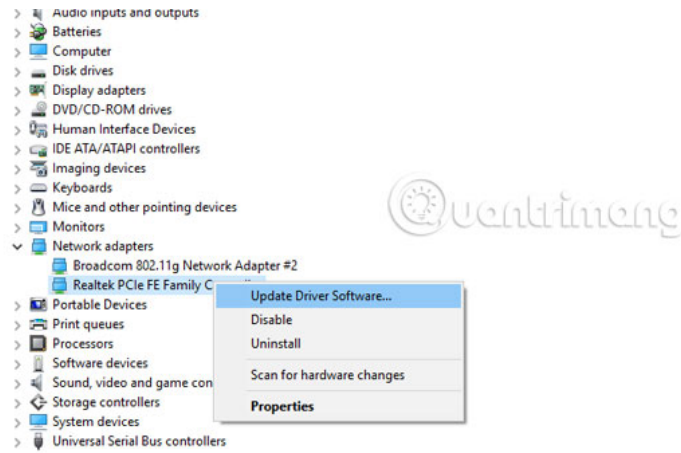 Audio inputs and outputs
Batteries
Computer
Disk drives
Display adapters
DVD/CD-ROM drives
Human Interface Devices
IDE ATA/ATAPI controllers
Imaging devices
Keyboards
Mice and other pointing devices
Monitors
Network adapters
Broadcom 802.11g Network Adapter #2
Realtek PCIe FE Family C
Portable Devices
Print queues
Processors
Software devices
Sound, video and game con
Storage controllers
System devices
Universal Serial Bus controllers
Update Driver Software...
Disable
Uninstall
Scan for hardware changes
Properties
Quantrimang